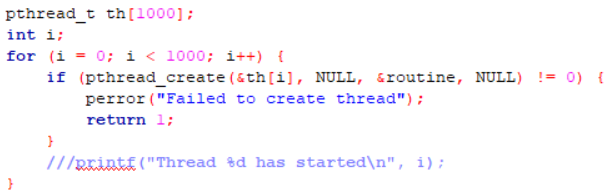 pthread_t th[1000];
int i;
for (i = 0; i < 1000; i++) {
    if (pthread_create(&th[i], NULL, &routine, NULL) != 0) {
        perror("Failed to create thread");
        return 1;
    }
    ///printf("Thread %d has started\n", i);
}